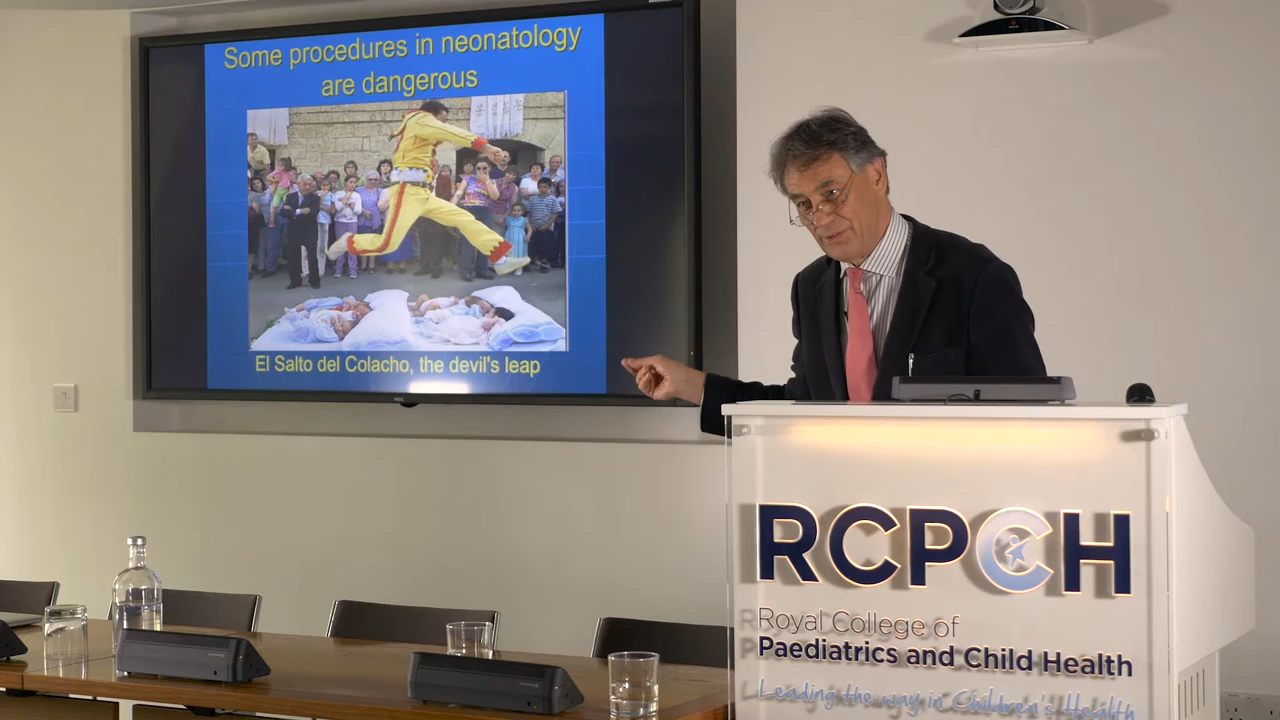 Some procedures in neonatology
are dangerous
El Salto del Colacho, the devil's leap
NEC
RCPCH
Royal College of
Paediatrics and Child Health
Leading the way in Children's Health